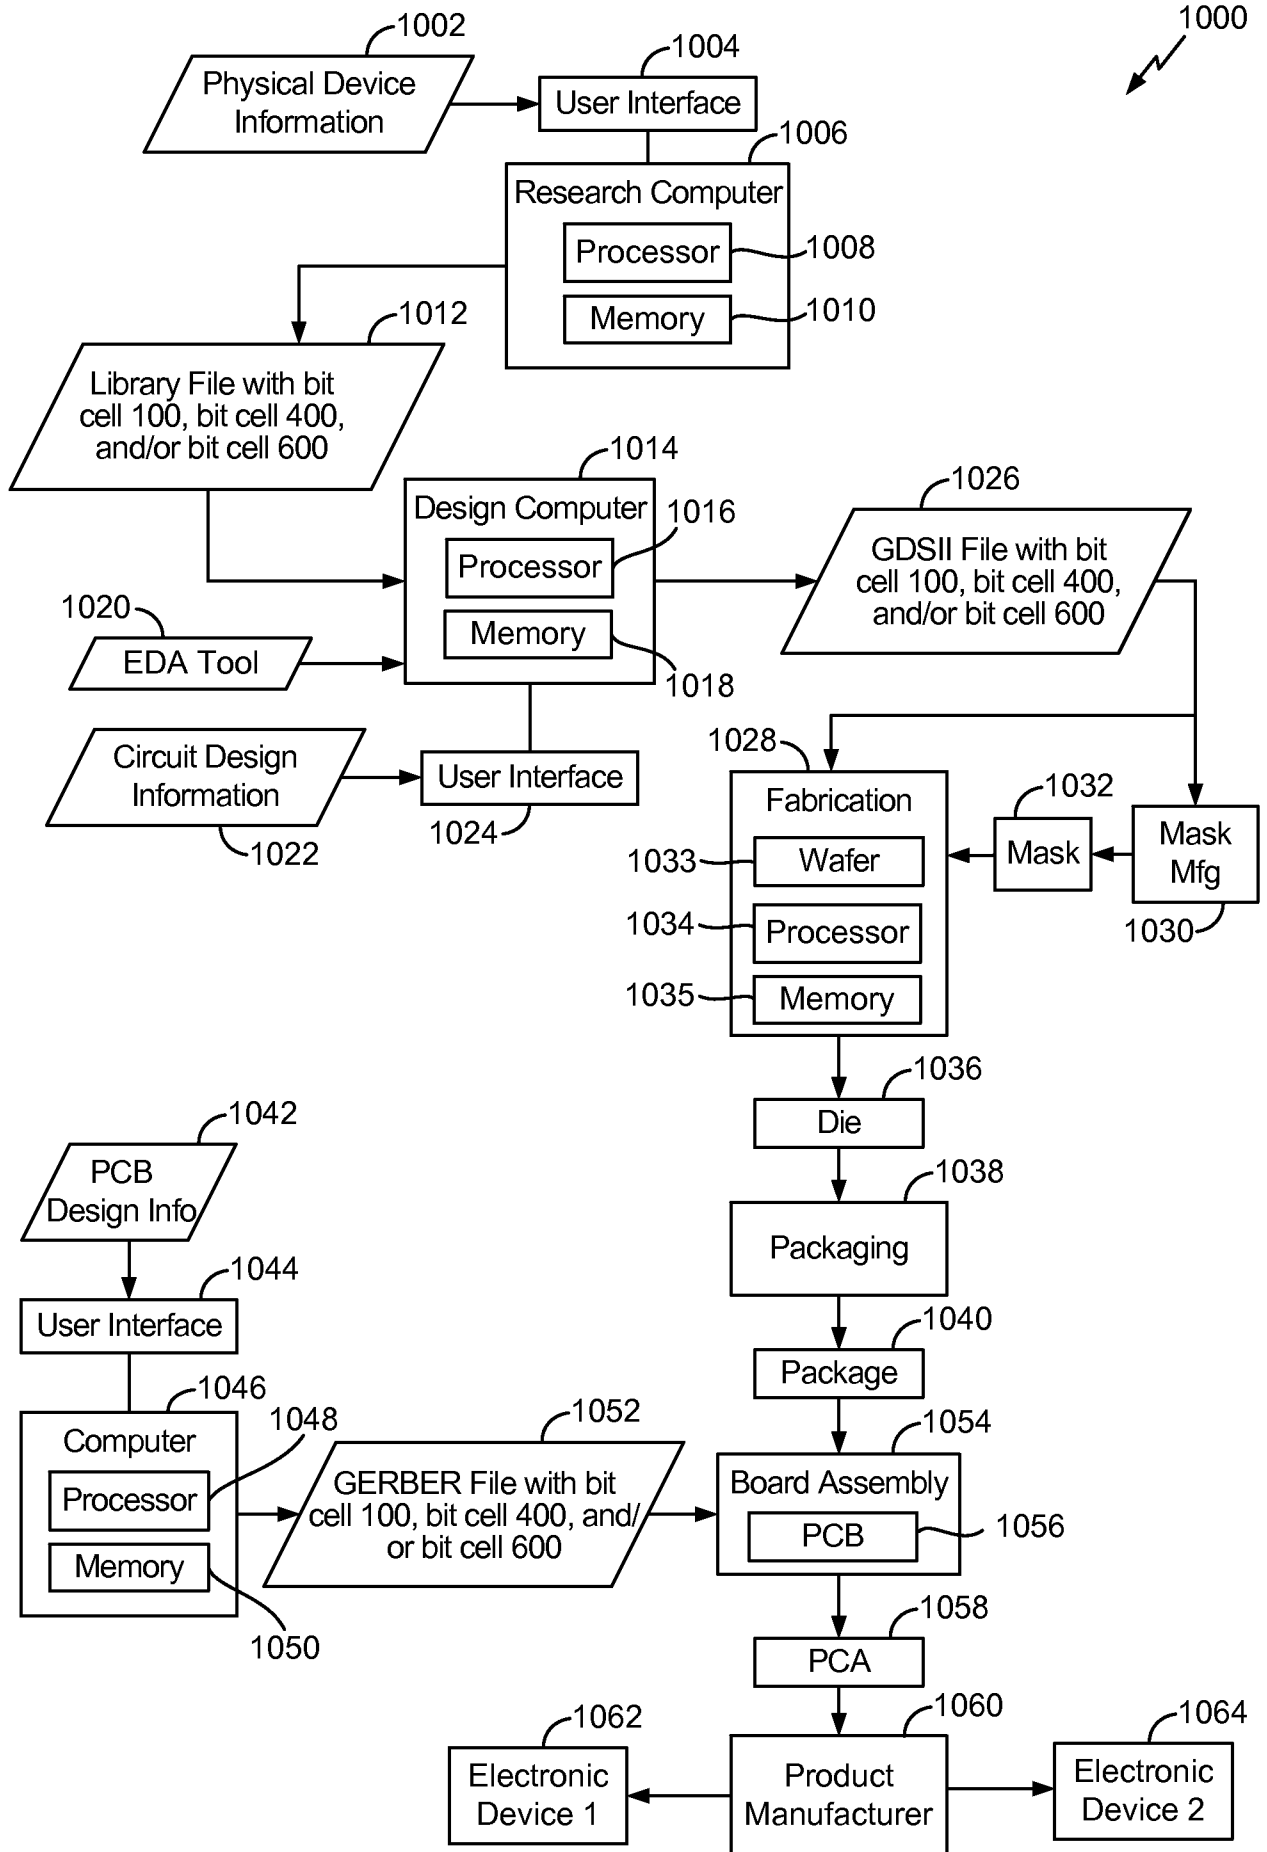 1000
1002
Physical Device
Information
1004
User Interface
1006
Research Computer
Processor
1008
Memory
1010
1012
Library File with bit
cell 100, bit cell 400,
and/or bit cell 600
1014
Design Computer
1016
Processor
Memory
1018
1020
EDA Tool
Circuit Design
Information
1022
User Interface
1024
1026
GDSII File with bit
cell 100, bit cell 400,
and/or bit cell 600
1028
Fabrication
1032
Mask
Mask
Mfg
1030
1033
Wafer
1034
Processor
1035
Memory
1036
Die
1038
Packaging
1040
Package
1042
PCB
Design Info
1044
User Interface
1046
Computer
1048
Processor
Memory
1050
1052
GERBER File with bit
cell 100, bit cell 400, and/
or bit cell 600
1054
Board Assembly
PCB
1056
1058
PCA
1060
Product
Manufacturer
1062
Electronic
Device 1
1064
Electronic
Device 2